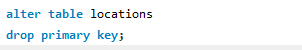 alter table locations
drop primary key;